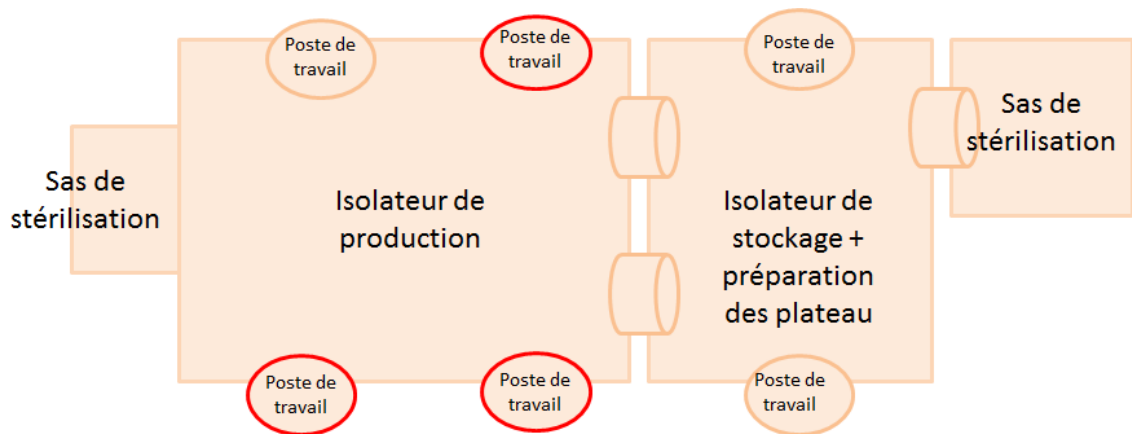 Poste de
travail
Poste de
travail
Poste de
travail
Sas de
stérilisation
Sas de
stérilisation
Isolateur de
production
Isolateur de
stockage +
préparation
des plateau
Poste de
travail
Poste de
travail
Poste de
travail